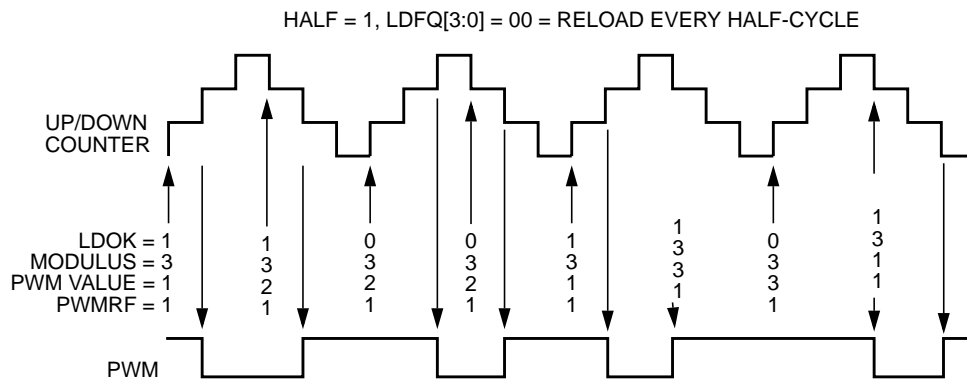 HALF = 1, LDFQ[3:0] = 00 = RELOAD EVERY HALF-CYCLE
UP/DOWN
COUNTER
LDOK = 1 1 0 0 1 1 0 1
MODULUS = 3 3 3 3 3 3 3 3
PWM VALUE = 1 2 2 2 1 3 3 1
PWMRF = 1 1 1 1 1 1 1 1
PWM